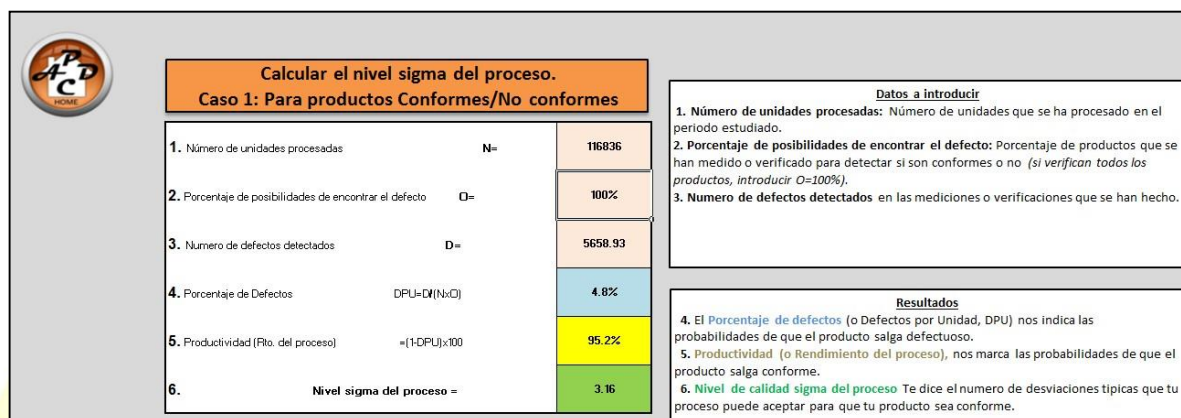 A P D C
HOME
Calcular el nivel sigma del proceso.
Caso 1: Para productos Conformes/No conformes
1. Número de unidades procesadas N= 116836
2. Porcentaje de posibilidades de encontrar el defecto O= 100%
3. Numero de defectos detectados D= 5658.93
4. Porcentaje de Defectos DPU=D/(NxO) 4.8%
5. Productividad (Rto. del proceso) =(1-DPU)x100 95.2%
6. Nivel sigma del proceso = 3.16
Datos a introducir
1. Número de unidades procesadas: Número de unidades que se ha procesado en el
periodo estudiado.
2. Porcentaje de posibilidades de encontrar el defecto: Porcentaje de productos que se
han medido o verificado para detectar si son conformes o no (si verifican todos los
productos, introducir O=100%).
3. Numero de defectos detectados en las mediciones o verificaciones que se han hecho.
Resultados
4. El Porcentaje de defectos (o Defectos por Unidad, DPU) nos indica las
probabilidades de que el producto salga defectuoso.
5. Productividad (o Rendimiento del proceso), nos marca las probabilidades de que el
producto salga conforme.
6. Nivel de calidad sigma del proceso Te dice el numero de desviaciones tipicas que tu
proceso puede aceptar para que tu producto sea conforme.